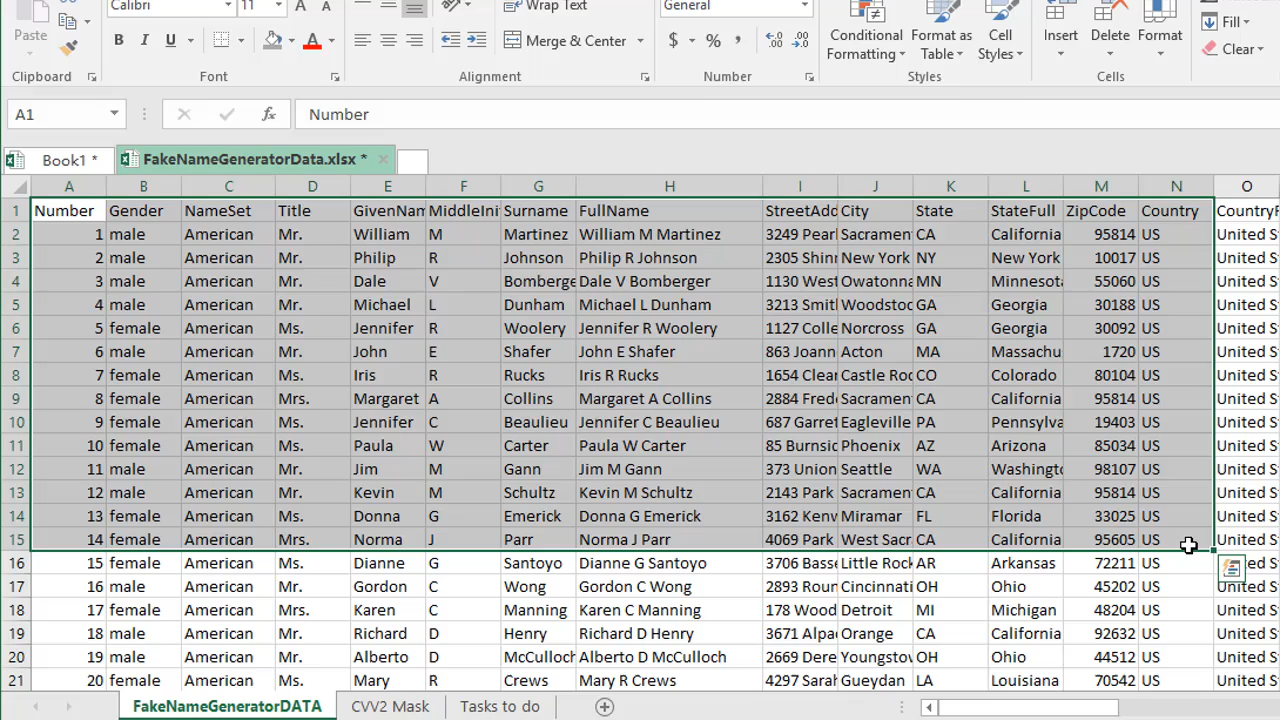 Calibri 11 Wrap Text General
Paste B I U Merge & Center $ % , Conditional Formatting Format as Table Cell Styles Insert Delete Format Fill Clear
Clipboard Font Alignment Number Styles Cells
A1 fx Number
Book1 * FakeNameGeneratorData.xlsx *
A B C D E F G H I J K L M N O
1 Number Gender NameSet Title GivenNam MiddleInit Surname FullName StreetAdd City State StateFull ZipCode Country CountryF
2 1 male American Mr. William M Martinez William M Martinez 3249 Pearl Sacramen CA California 95814 US United S
3 2 male American Mr. Philip R Johnson Philip R Johnson 2305 Shinn New York NY New York 10017 US United S
4 3 male American Mr. Dale V Bomberge Dale V Bomberger 1130 West Owatonna MN Minnesota 55060 US United S
5 4 male American Mr. Michael L Dunham Michael L Dunham 3213 Smith Woodstoc GA Georgia 30188 US United S
6 5 female American Ms. Jennifer R Woolery Jennifer R Woolery 1127 Colle Norcross GA Georgia 30092 US United S
7 6 male American Mr. John E Shafer John E Shafer 863 Joann Acton MA Massachu 1720 US United S
8 7 female American Ms. Iris R Rucks Iris R Rucks 1654 Clear Castle Roc CO Colorado 80104 US United S
9 8 female American Mrs. Margaret A Collins Margaret A Collins 2884 Frede Sacramen CA California 95814 US United S
10 9 female American Ms. Jennifer C Beaulieu Jennifer C Beaulieu 687 Garret Eagleville PA Pennsylva 19403 US United S
11 10 female American Ms. Paula W Carter Paula W Carter 85 Burnsid Phoenix AZ Arizona 85034 US United S
12 11 male American Mr. Jim M Gann Jim M Gann 373 Union Seattle WA Washingto 98107 US United S
13 12 male American Mr. Kevin M Schultz Kevin M Schultz 2143 Park Sacramen CA California 95814 US United S
14 13 female American Ms. Donna G Emerick Donna G Emerick 3162 Kenw Miramar FL Florida 33025 US United S
15 14 female American Mrs. Norma J Parr Norma J Parr 4069 Park West Sacr CA California 95605 US United S
16 15 female American Ms. Dianne G Santoyo Dianne G Santoyo 3706 Basse Little Rock AR Arkansas 72211 US ed S
17 16 male American Mr. Gordon C Wong Gordon C Wong 2893 Roun Cincinnati OH Ohio 45202 US United S
18 17 female American Mrs. Karen C Manning Karen C Manning 178 Wood Detroit MI Michigan 48204 US United S
19 18 male American Mr. Richard D Henry Richard D Henry 3671 Alpa Orange CA California 92632 US United S
20 19 male American Mr. Alberto D McCulloch Alberto D McCulloch 2669 Dere Youngstow OH Ohio 44512 US United S
21 20 female American Ms. Mary R Crews Mary R Crews 4297 Sarah Gueydan LA Louisiana 70542 US United S
FakeNameGeneratorDATA CVV2 Mask Tasks to do